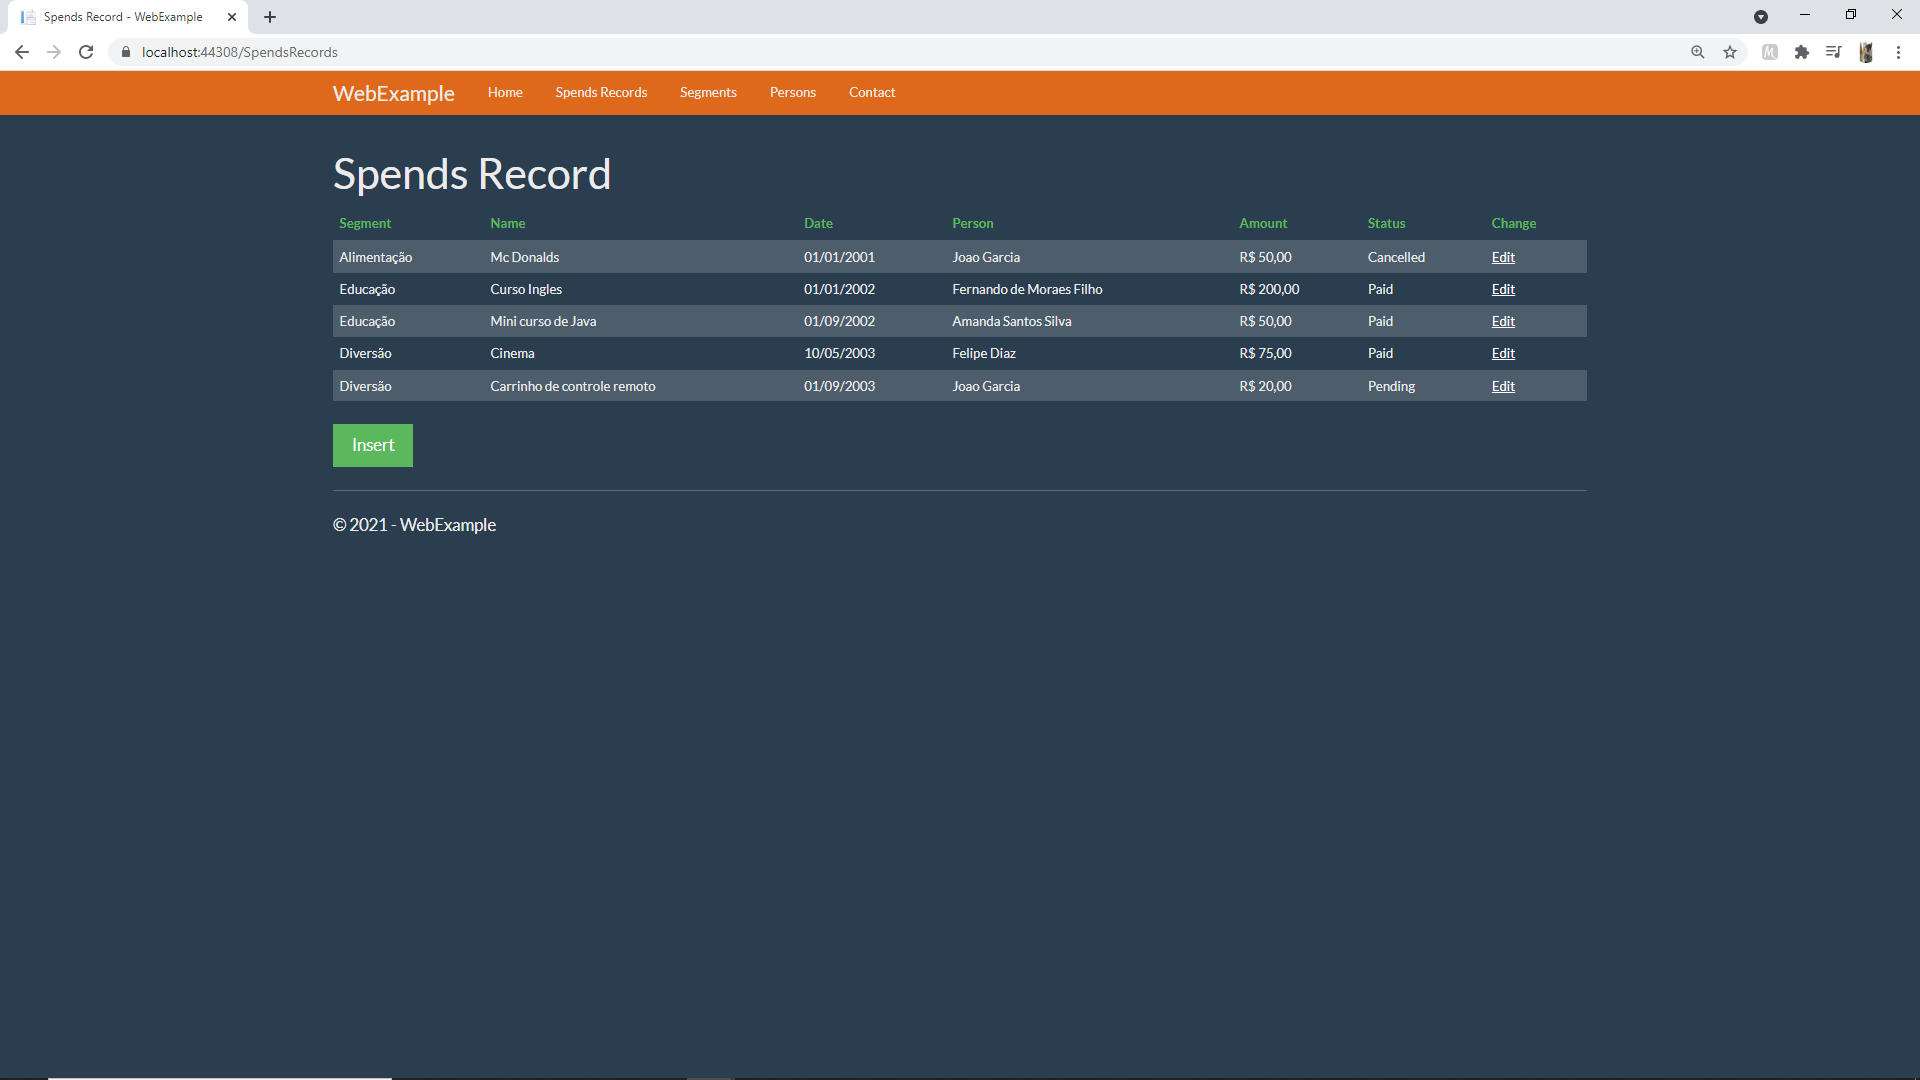 Spends Record - WebExample
localhost:44308/SpendsRecords
WebExample Home Spends Records Segments Persons Contact
Spends Record
Segment Name Date Person Amount Status Change
Alimentação Mc Donalds 01/01/2001 Joao Garcia R$ 50,00 Cancelled Edit
Educação Curso Ingles 01/01/2002 Fernando de Moraes Filho R$ 200,00 Paid Edit
Educação Mini curso de Java 01/09/2002 Amanda Santos Silva R$ 50,00 Paid Edit
Diversão Cinema 10/05/2003 Felipe Diaz R$ 75,00 Paid Edit
Diversão Carrinho de controle remoto 01/09/2003 Joao Garcia R$ 20,00 Pending Edit
Insert
© 2021 - WebExample